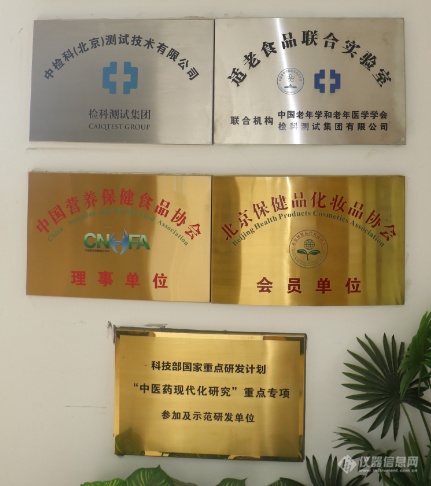 中检科(北京)测试技术有限公司
检科测试集团
CAIQTEST GROUP
适老食品联合实验室
联合机构
中国老年学和老年医学学会
检科测试集团有限公司
中国营养保健食品协会
CNHFA
理事单位
北京保健品化妆品协会
Beijing Health Products Cosmetics Association
会员单位
科技部国家重点研发计划
“中医药现代化研究”重点专项
参加及示范研发单位
仪器信息网
www.instrument.com.cn